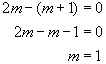 2m−(m+1) = 0
2m−m−1 = 0
m = 1